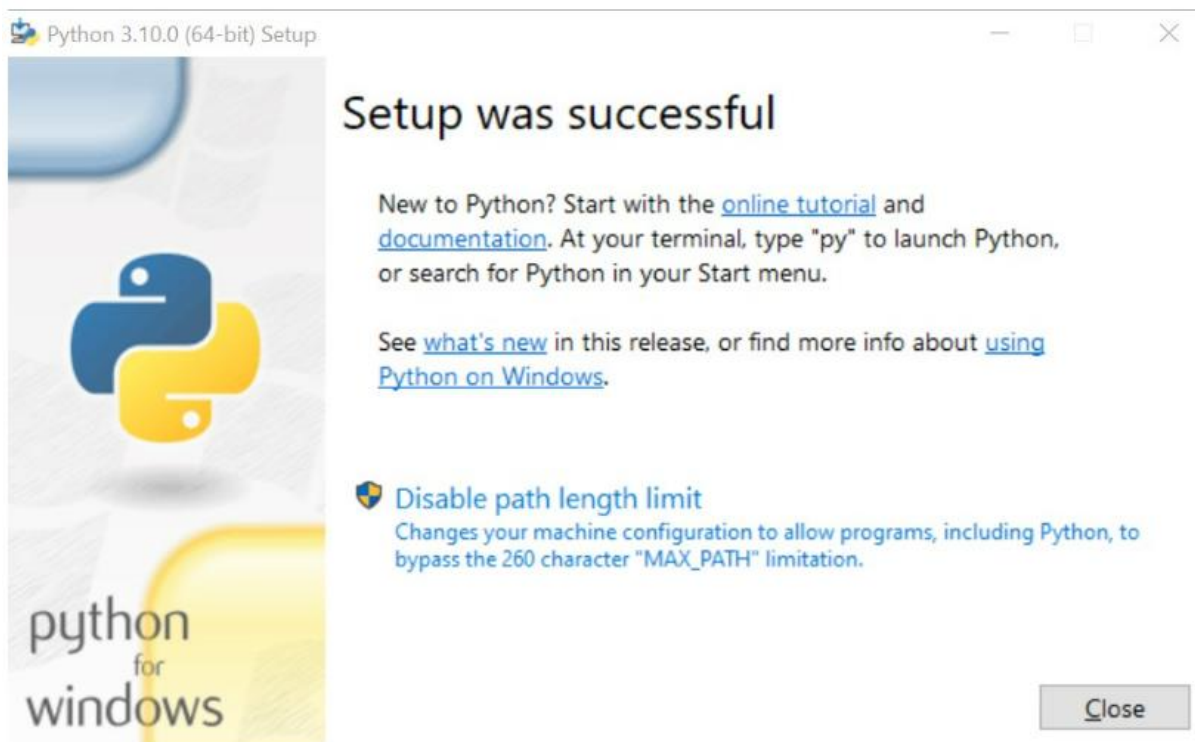 Python 3.10.0 (64-bit) Setup
Setup was successful
New to Python? Start with the online tutorial and
documentation. At your terminal, type "py" to launch Python,
or search for Python in your Start menu.
See what's new in this release, or find more info about using
Python on Windows.
Disable path length limit
Changes your machine configuration to allow programs, including Python, to
bypass the 260 character "MAX_PATH" limitation.
python
for
windows
Close